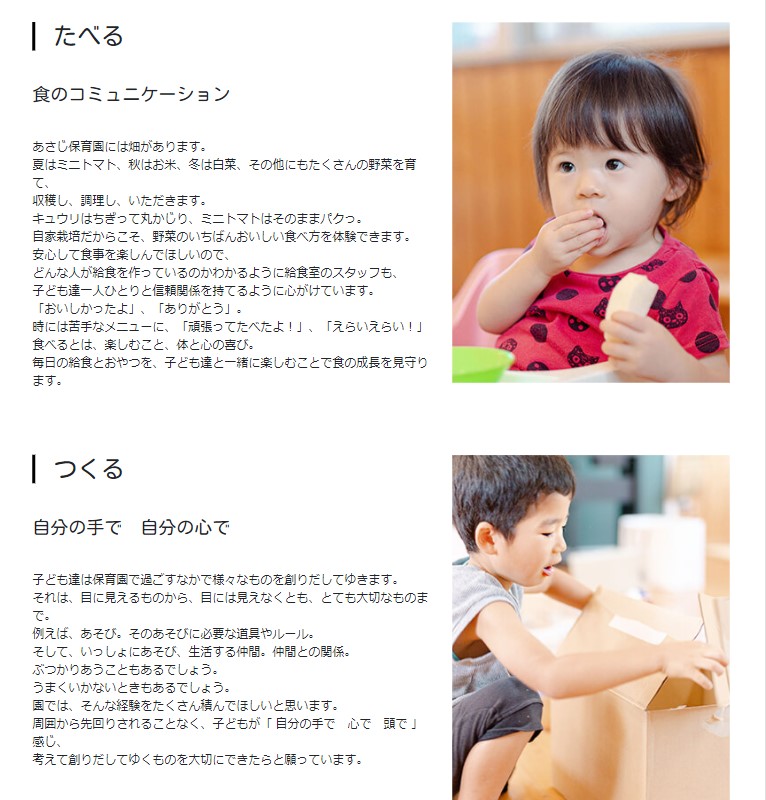 たべる
食のコミュニケーション
あさじ保育園には畑があります。
夏はミニトマト、秋はお米、冬は白菜、その他にもたくさんの野菜を育
て、
収穫し、調理し、いただきます。
キュウリはちぎって丸かじり、ミニトマトはそのままパクっ。
自家栽培だからこそ、野菜のいちばんおいしい食べ方を体験できます。
安心して食事を楽しんでほしいので、
どんな人が給食を作っているのかわかるように給食室のスタッフも、
子ども達一人ひとりと信頼関係を持てるように心がけています。
「おいしかったよ」、「ありがとう」。
時には苦手なメニューに、「頑張ってたべたよ！」、「えらいえらい！」
食べるとは、楽しむこと、体と心の喜び。
毎日の給食とおやつを、子ども達と一緒に楽しむことで食の成長を見守り
ます。
つくる
自分の手で　自分の心で
子ども達は保育園で過ごすなかで様々なものを創りだしてゆきます。
それは、目に見えるものから、目には見えなくとも、とても大切なものま
で。
例えば、あそび。そのあそびに必要な道具やルール。
そして、いっしょにあそび、生活する仲間。仲間との関係。
ぶつかりあうこともあるでしょう。
うまくいかないときもあるでしょう。
園では、そんな経験をたくさん積んでほしいと思います。
周囲から先回りされることなく、子どもが「 自分の手で　心で　頭で 」
感じ、
考えて創りだしてゆくものを大切にできたらと願っています。